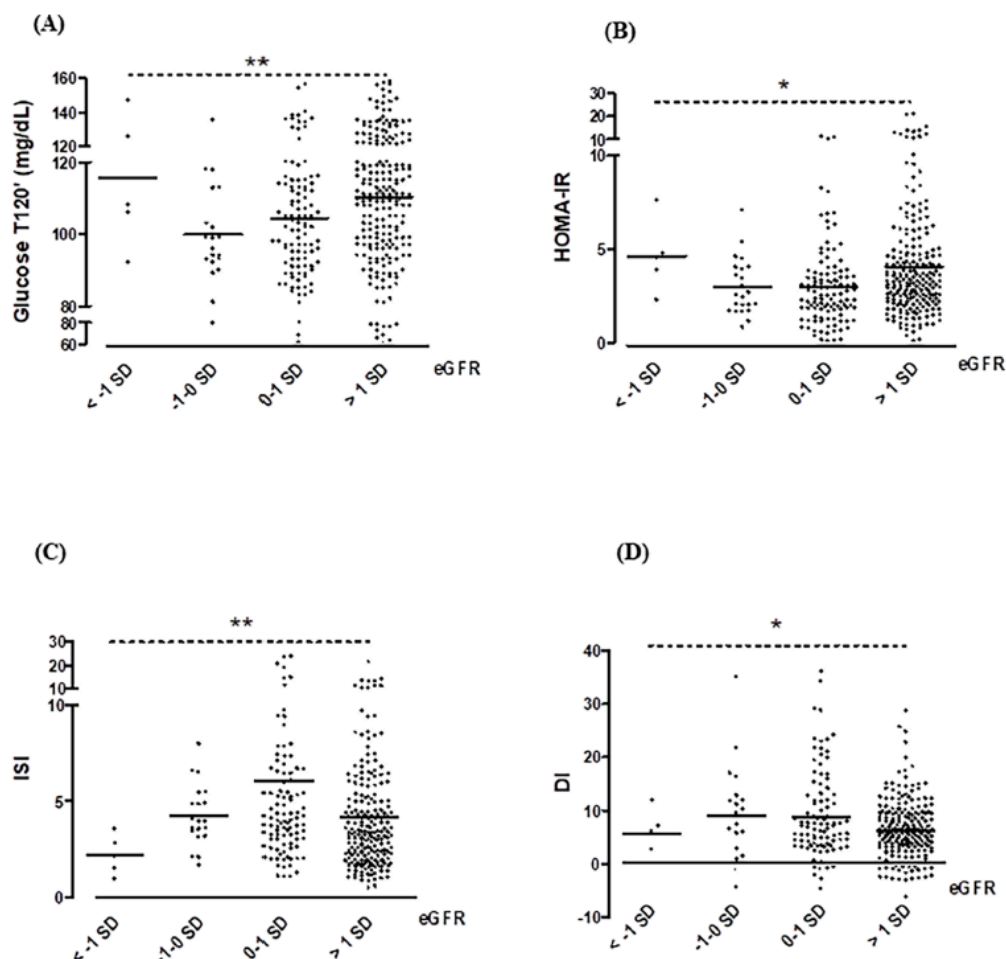 (A)
**
Glucose T120' (mg/dL)
160
140
120
120
100
80
80
60
< -1 SD
-1-0 SD
0-1 SD
> 1 SD
eGFR
(B)
*
HOMA-IR
30
20
10
10
5
0
< -1 SD
-1-0 SD
0-1 SD
> 1 SD
eGFR
(C)
**
ISI
30
20
10
10
5
0
< -1 SD
-1-0 SD
0-1 SD
> 1 SD
eGFR
(D)
*
DI
40
30
20
10
0
-10
< -1 SD
-1-0 SD
0-1 SD
> 1 SD
eGFR